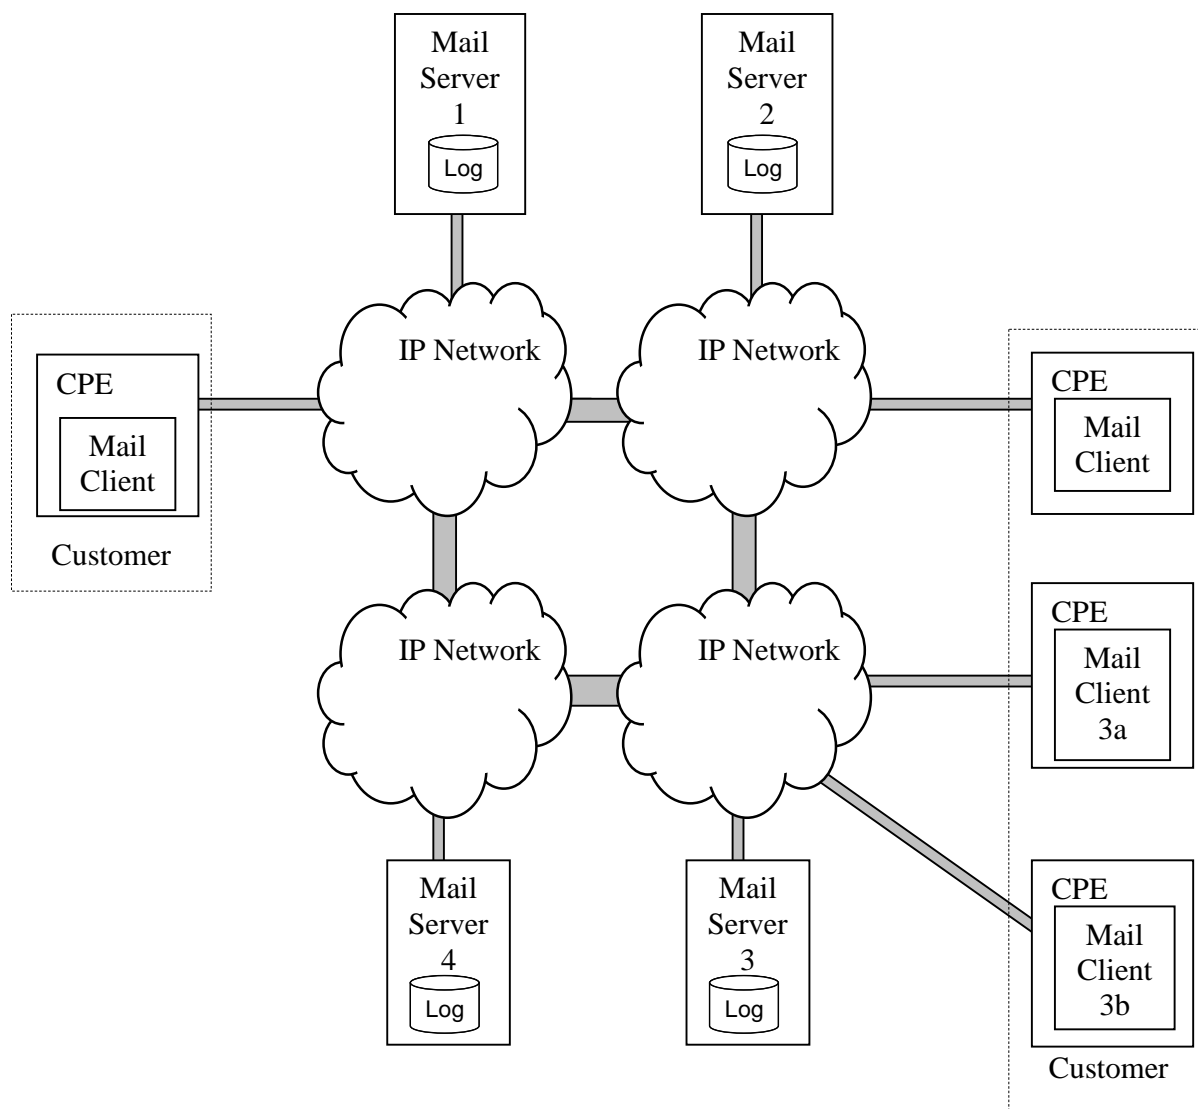 Mail
Server
1
Log
Mail
Server
2
Log
IP Network
IP Network
CPE
Mail
Client
Customer
CPE
Mail
Client
IP Network
IP Network
CPE
Mail
Client
3a
Mail
Server
4
Log
Mail
Server
3
Log
CPE
Mail
Client
3b
Customer